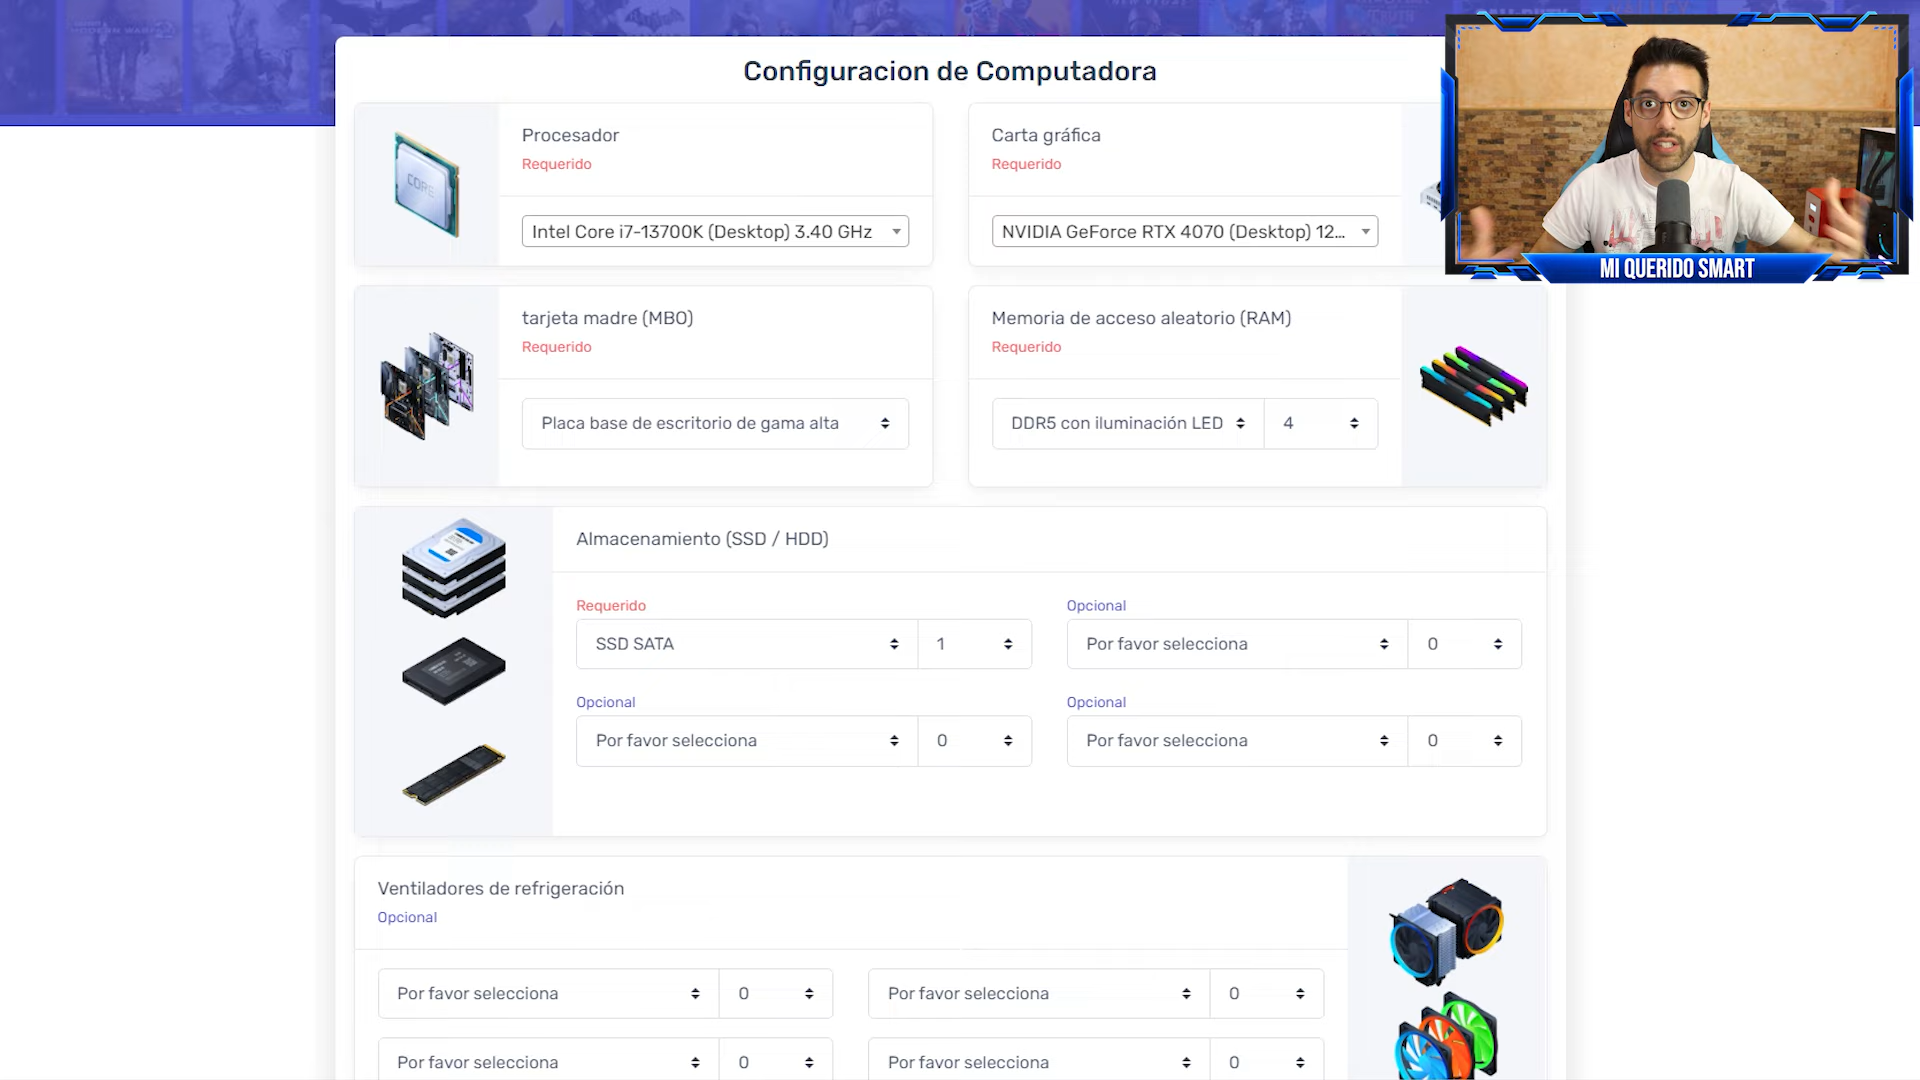 Configuracion de Computadora
Procesador
Requerido
Intel Core i7-13700K (Desktop) 3.40 GHz
Carta gráfica
Requerido
NVIDIA GeForce RTX 4070 (Desktop) 12...
MI QUERIDO SMART
tarjeta madre (MBO)
Requerido
Placa base de escritorio de gama alta
Memoria de acceso aleatorio (RAM)
Requerido
DDR5 con iluminación LED 4
CORE
Almacenamiento (SSD / HDD)
Requerido
SSD SATA 1
Opcional
Por favor selecciona 0
Opcional
Por favor selecciona 0
Opcional
Por favor selecciona 0
Ventiladores de refrigeración
Opcional
Por favor selecciona 0
Por favor selecciona 0
Por favor selecciona 0
Por favor selecciona 0